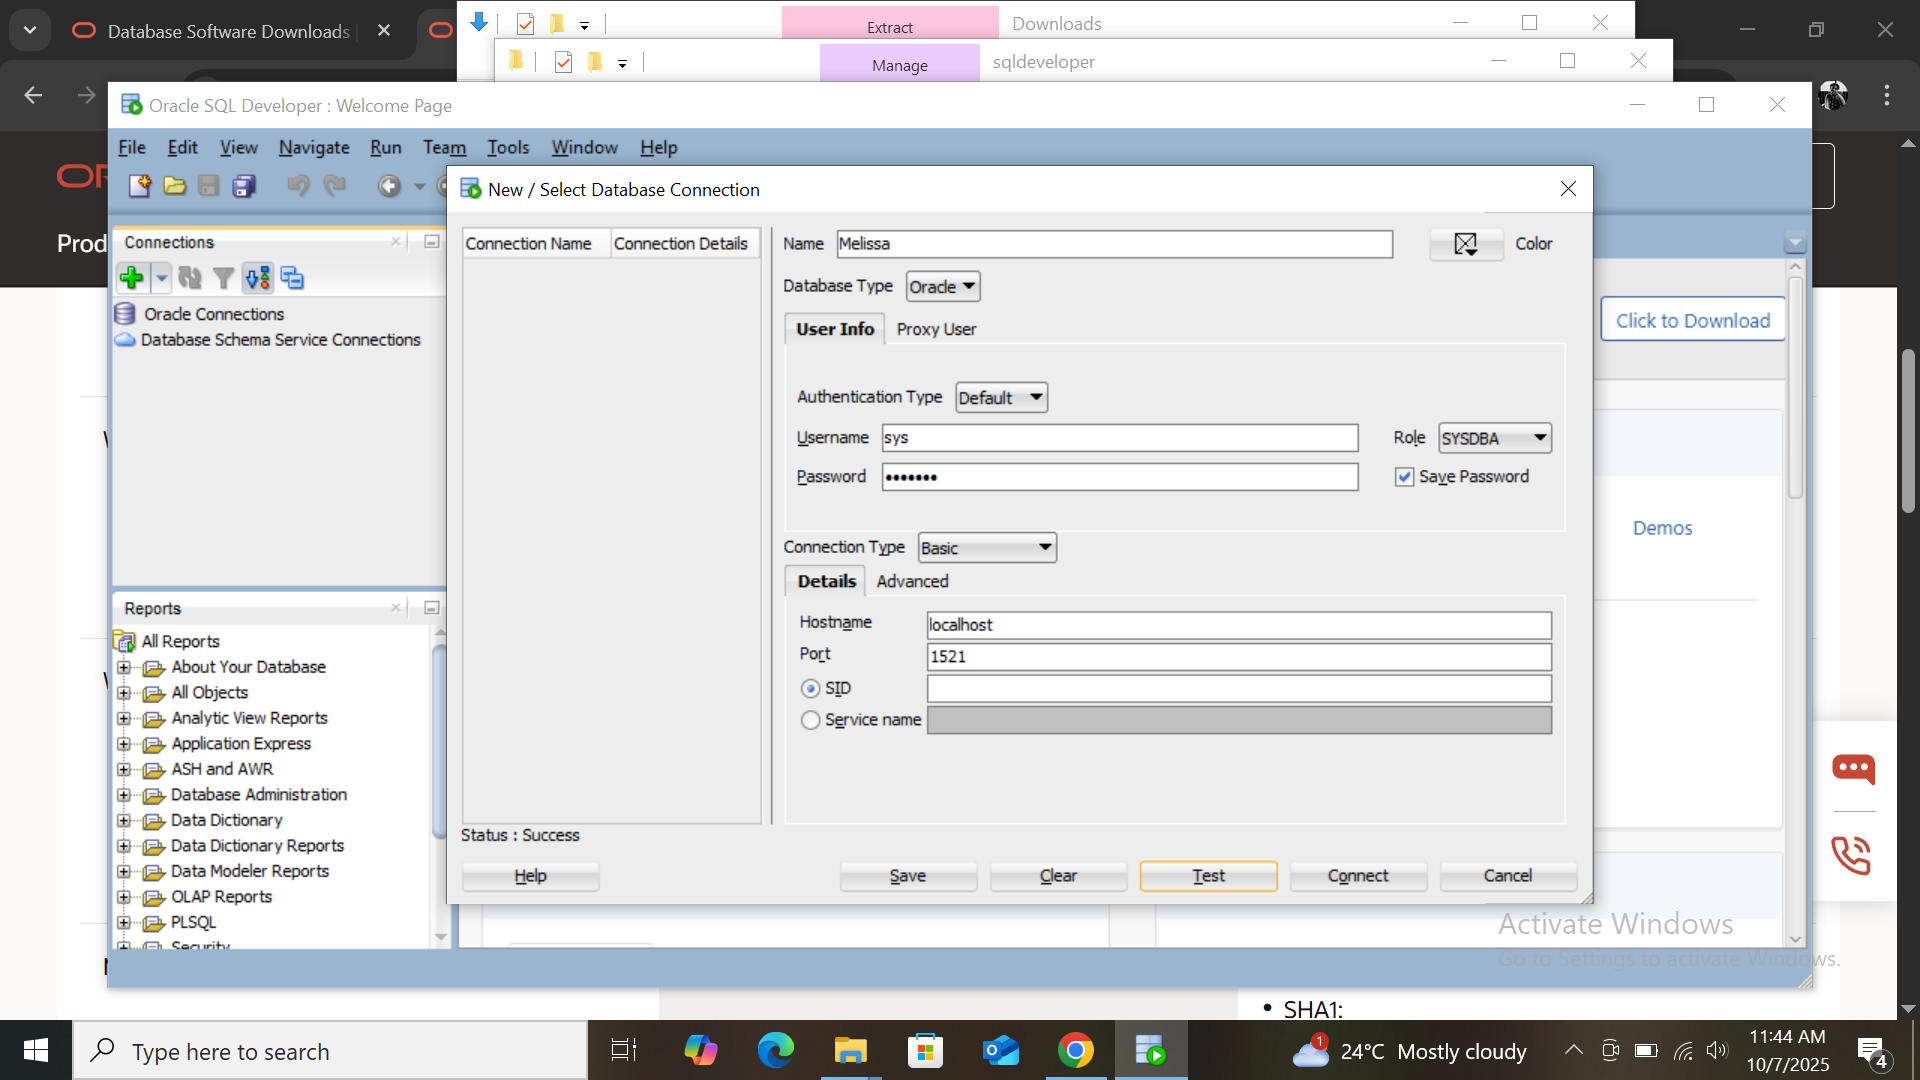 Database Software Downloads
Extract
Downloads
Manage
sqldeveloper
Oracle SQL Developer : Welcome Page
File Edit View Navigate Run Team Tools Window Help
New / Select Database Connection
Prod
Connections
Connection Name Connection Details
Name Melissa
Color
Database Type Oracle
Oracle Connections
Database Schema Service Connections
Click to Download
User Info Proxy User
Authentication Type Default
Username sys
Role SYSDBA
Password •••••••
Save Password
Demos
Connection Type Basic
Details Advanced
Hostname localhost
Port 1521
SID
Service name
Reports
All Reports
About Your Database
All Objects
Analytic View Reports
Application Express
ASH and AWR
Database Administration
Data Dictionary
Data Dictionary Reports
Data Modeler Reports
OLAP Reports
PLSQL
Security
Status : Success
Help Save Clear Test Connect Cancel
Activate Windows
Go to Settings to activate Windows.
• SHA1:
Type here to search
1
24°C Mostly cloudy
11:44 AM
10/7/2025
4